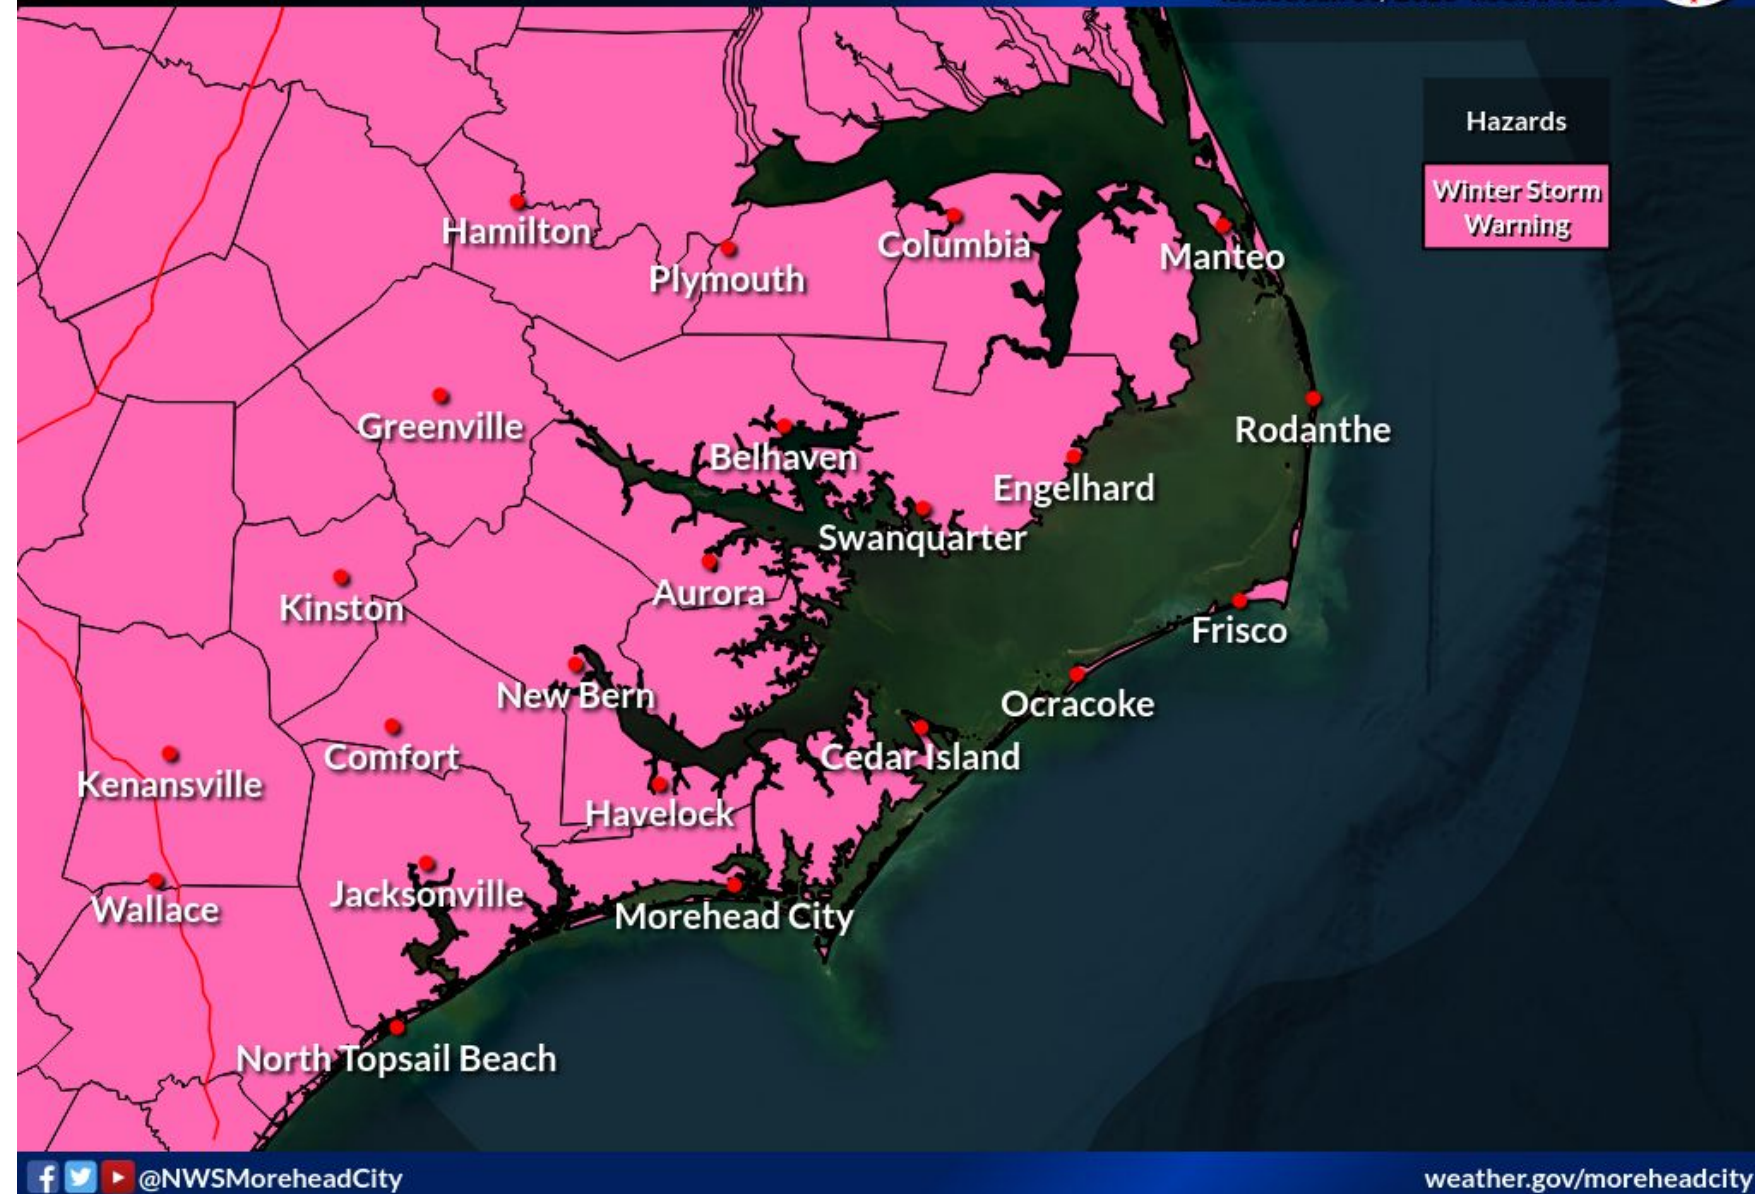 Hazards
Winter Storm
Warning
Hamilton
Plymouth
Columbia
Manteo
Greenville
Belhaven
Rodanthe
Engelhard
Swanquarter
Aurora
Kinston
Frisco
New Bern
Ocracoke
Comfort
Cedar Island
Kenansville
Havelock
Jacksonville
Wallace
Morehead City
North Topsail Beach
@NWSMoreheadCity
weather.gov/moreheadcity